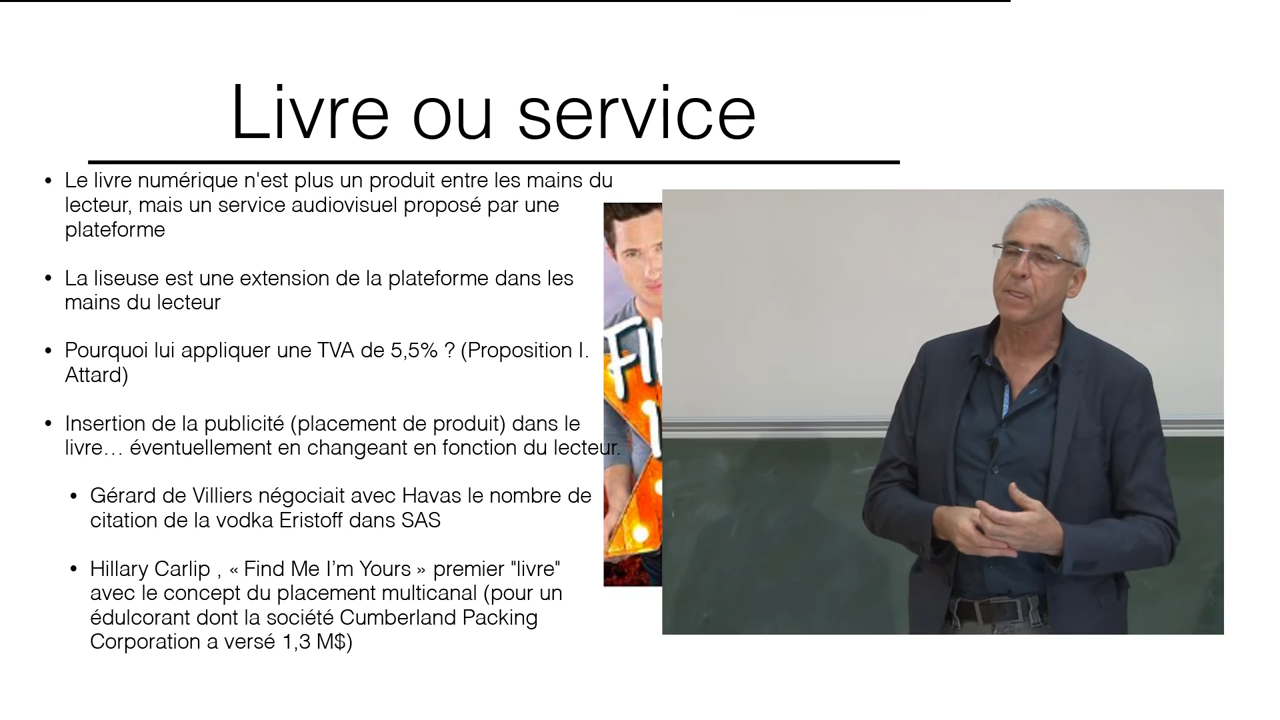 Livre ou service
• Le livre numérique n'est plus un produit entre les mains du
lecteur, mais un service audiovisuel proposé par une
plateforme
• La liseuse est une extension de la plateforme dans les
mains du lecteur
• Pourquoi lui appliquer une TVA de 5,5% ? (Proposition I.
Attard)
• Insertion de la publicité (placement de produit) dans le
livre… éventuellement en changeant en fonction du lecteur.
• Gérard de Villiers négociait avec Havas le nombre de
citation de la vodka Eristoff dans SAS
• Hillary Carlip , « Find Me I’m Yours » premier "livre"
avec le concept du placement multicanal (pour un
édulcorant dont la société Cumberland Packing
Corporation a versé 1,3 M$)